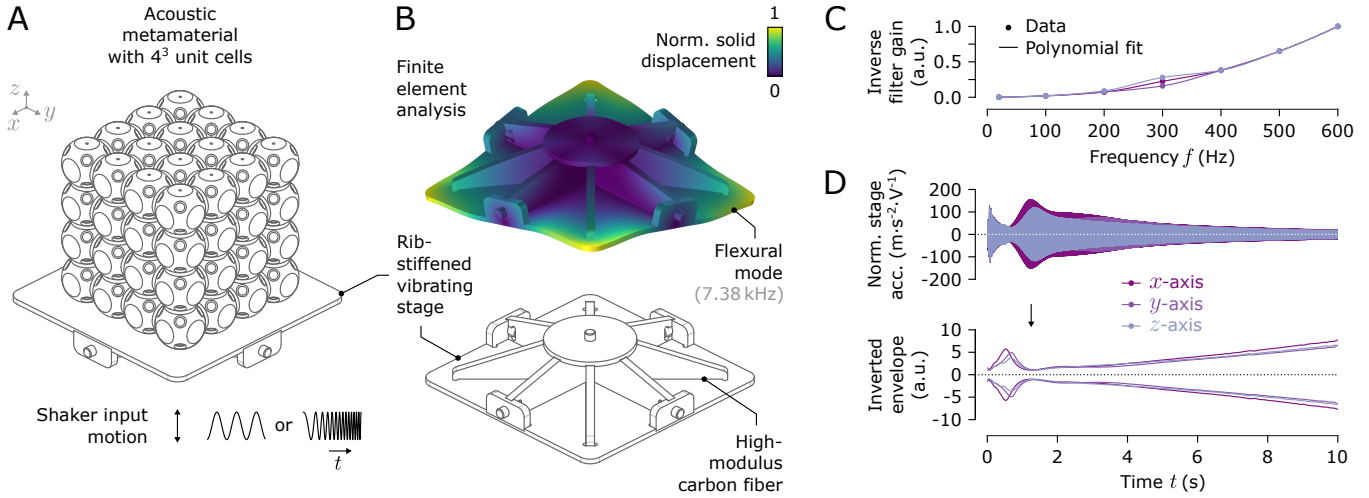 A
Acoustic
metamaterial
with 4³ unit cells
z
y
x
Shaker input
motion
or
t
B
Norm. solid
displacement
1
0
Finite
element
analysis
Flexural
mode
(7.38 kHz)
Rib-
stiffened
vibrating
stage
High-
modulus
carbon fiber
C
Inverse
filter gain
(a.u.)
1.0
0.5
0.0
Data
Polynomial fit
0 100 200 300 400 500 600
Frequency f (Hz)
D
Norm. stage
acc. (m·s⁻²·V⁻¹)
200
100
0
-100
-200
x-axis
y-axis
z-axis
Inverted
envelope
(a.u.)
10
5
0
-5
-10
0 2 4 6 8 10
Time t (s)